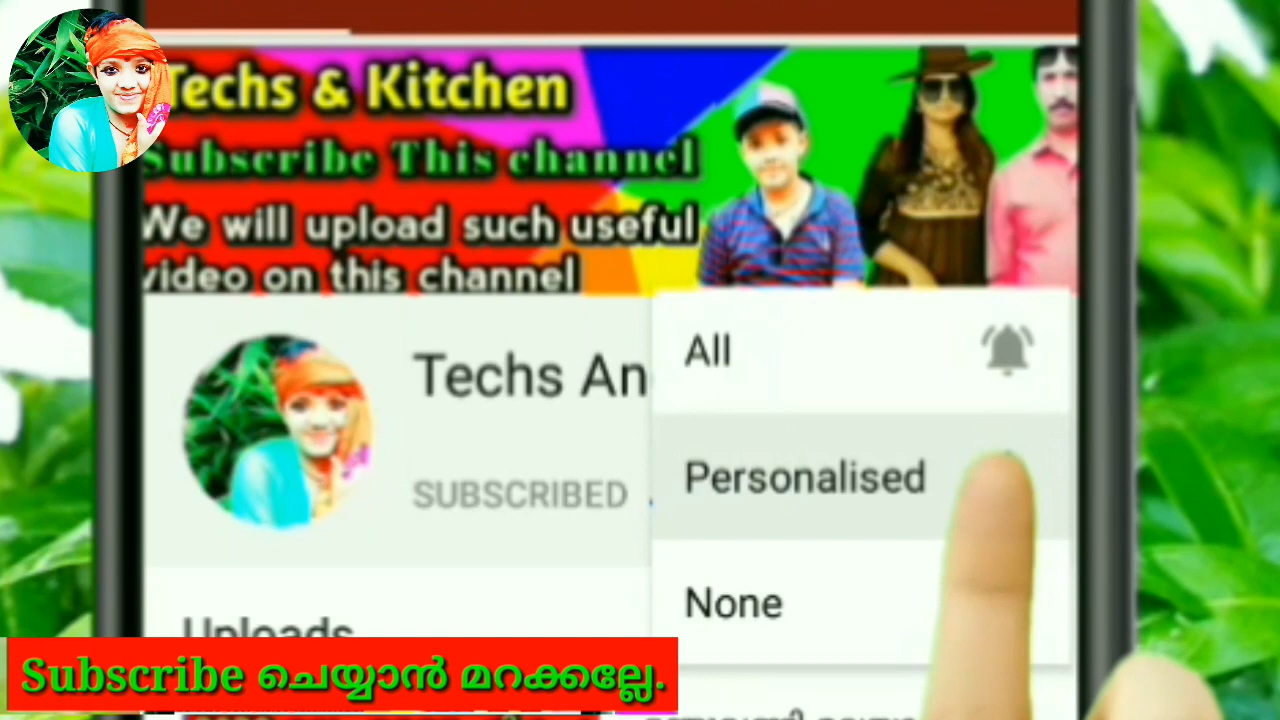 Techs & Kitchen
Subscribe This channel
We will upload such useful
video on this channel
All
Techs An
Personalised
SUBSCRIBED
None
Uploads
Subscribe ചെയ്യാൻ മറക്കല്ലേ.